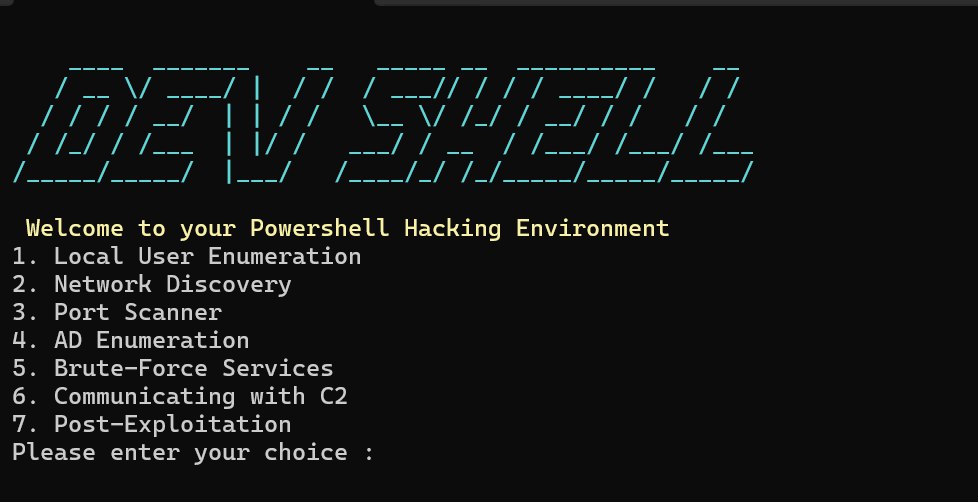 DEV SHELL
Welcome to your Powershell Hacking Environment
1. Local User Enumeration
2. Network Discovery
3. Port Scanner
4. AD Enumeration
5. Brute-Force Services
6. Communicating with C2
7. Post-Exploitation
Please enter your choice :